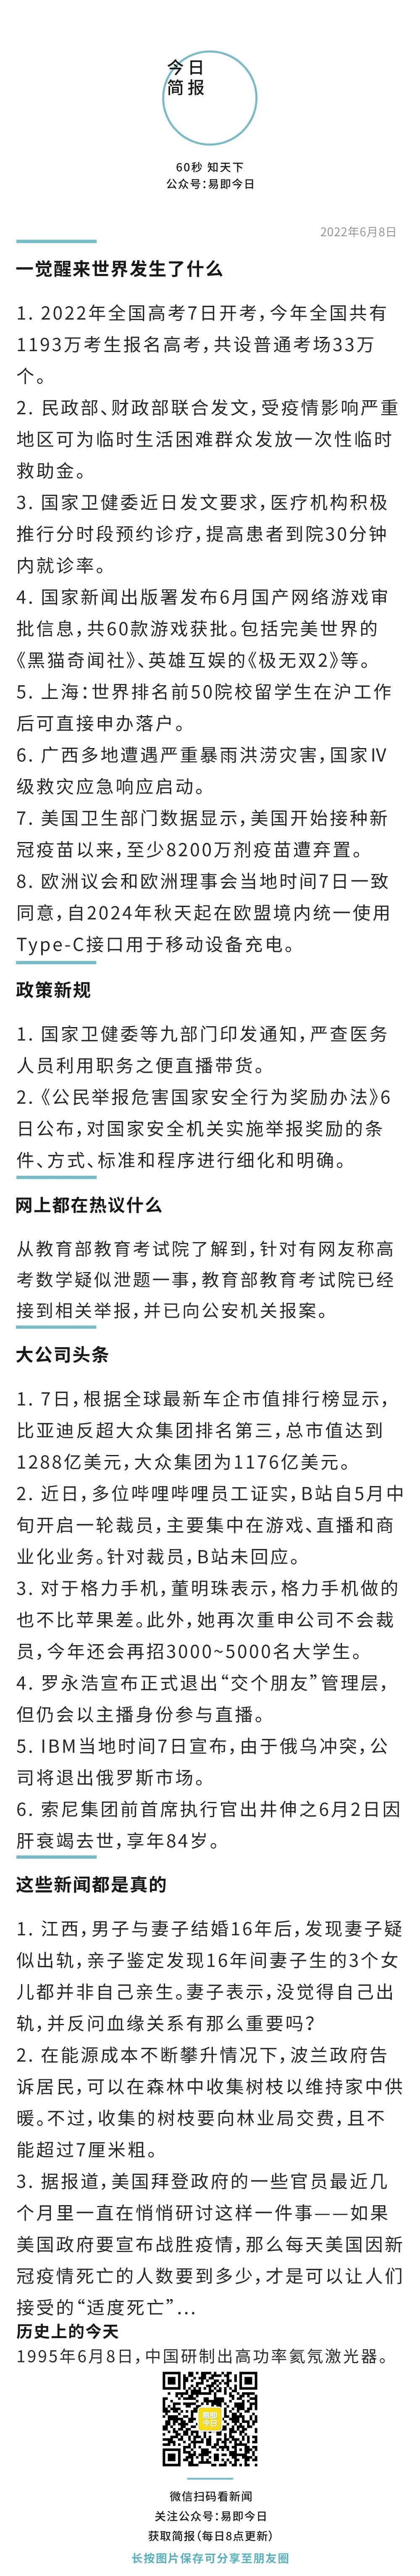 今日
简报
60秒 知天下
公众号：易即今日
2022年6月8日
一觉醒来世界发生了什么
1. 2022年全国高考7日开考，今年全国共有
1193万考生报名高考，共设普通考场33万
个。
2. 民政部、财政部联合发文，受疫情影响严重
地区可为临时生活困难群众发放一次性临时
救助金。
3. 国家卫健委近日发文要求，医疗机构积极
推行分时段预约诊疗，提高患者到院30分钟
内就诊率。
4. 国家新闻出版署发布6月国产网络游戏审
批信息，共60款游戏获批。包括完美世界的
《黑猫奇闻社》、英雄互娱的《极无双2》等。
5. 上海：世界排名前50院校留学生在沪工作
后可直接申办落户。
6. 广西多地遭遇严重暴雨洪涝灾害，国家Ⅳ
级救灾应急响应启动。
7. 美国卫生部门数据显示，美国开始接种新
冠疫苗以来，至少8200万剂疫苗遭弃置。
8. 欧洲议会和欧洲理事会当地时间7日一致
同意，自2024年秋天起在欧盟境内统一使用
Type-C接口用于移动设备充电。
政策新规
1. 国家卫健委等九部门印发通知，严查医务
人员利用职务之便直播带货。
2.《公民举报危害国家安全行为奖励办法》6
日公布，对国家安全机关实施举报奖励的条
件、方式、标准和程序进行细化和明确。
网上都在热议什么
从教育部教育考试院了解到，针对有网友称高
考数学疑似泄题一事，教育部教育考试院已经
接到相关举报，并已向公安机关报案。
大公司头条
1. 7日，根据全球最新车企市值排行榜显示，
比亚迪反超大众集团排名第三，总市值达到
1288亿美元，大众集团为1176亿美元。
2. 近日，多位哔哩哔哩员工证实，B站自5月中
旬开启一轮裁员，主要集中在游戏、直播和商
业化业务。针对裁员，B站未回应。
3. 对于格力手机，董明珠表示，格力手机做的
也不比苹果差。此外，她再次重申公司不会裁
员，今年还会再招3000~5000名大学生。
4. 罗永浩宣布正式退出“交个朋友”管理层，
但仍会以主播身份参与直播。
5. IBM当地时间7日宣布，由于俄乌冲突，公
司将退出俄罗斯市场。
6. 索尼集团前首席执行官出井伸之6月2日因
肝衰竭去世，享年84岁。
这些新闻都是真的
1. 江西，男子与妻子结婚16年后，发现妻子疑
似出轨，亲子鉴定发现16年间妻子生的3个女
儿都并非自己亲生。妻子表示，没觉得自己出
轨，并反问血缘关系有那么重要吗？
2. 在能源成本不断攀升情况下，波兰政府告
诉居民，可以在森林中收集树枝以维持家中供
暖。不过，收集的树枝要向林业局交费，且不
能超过7厘米粗。
3. 据报道，美国拜登政府的一些官员最近几
个月里一直在悄悄研讨这样一件事——如果
美国政府要宣布战胜疫情，那么每天美国因新
冠疫情死亡的人数要到多少，才是可以让人们
接受的“适度死亡”...
历史上的今天
1995年6月8日，中国研制出高功率氦氖激光器。
易即
今日
微信扫码看新闻
关注公众号：易即今日
获取简报（每日8点更新）
长按图片保存可分享至朋友圈